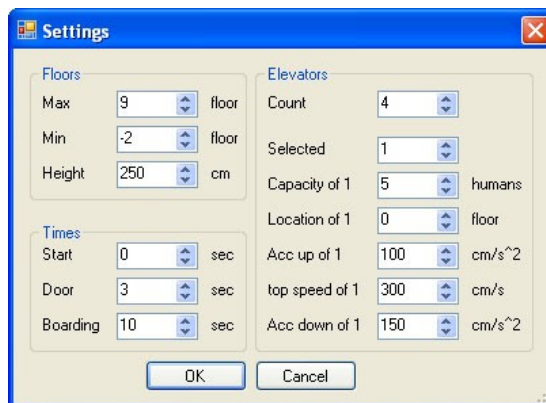 Settings
Floors
Max 9 floor
Min -2 floor
Height 250 cm
Times
Start 0 sec
Door 3 sec
Boarding 10 sec
Elevators
Count 4
Selected 1
Capacity of 1 5 humans
Location of 1 0 floor
Acc up of 1 100 cm/s^2
top speed of 1 300 cm/s
Acc down of 1 150 cm/s^2
OK Cancel